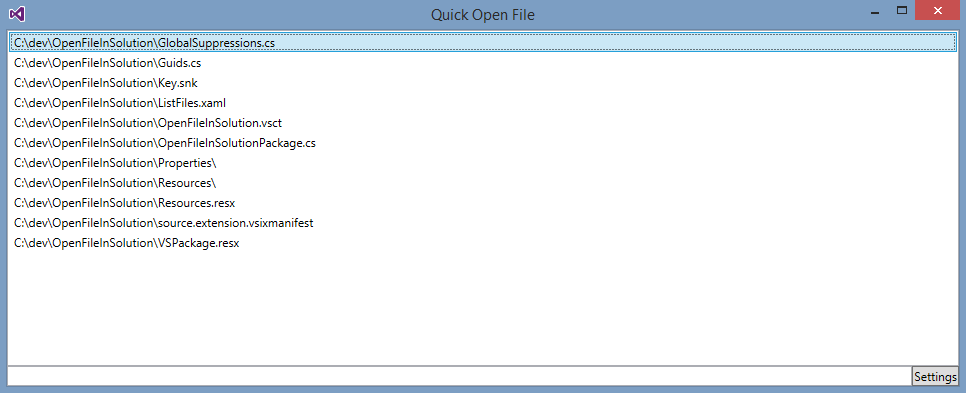 Quick Open File
C:\dev\OpenFileInSolution\GlobalSuppressions.cs
C:\dev\OpenFileInSolution\Guids.cs
C:\dev\OpenFileInSolution\Key.snk
C:\dev\OpenFileInSolution\ListFiles.xaml
C:\dev\OpenFileInSolution\OpenFileInSolution.vsct
C:\dev\OpenFileInSolution\OpenFileInSolutionPackage.cs
C:\dev\OpenFileInSolution\Properties\
C:\dev\OpenFileInSolution\Resources\
C:\dev\OpenFileInSolution\Resources.resx
C:\dev\OpenFileInSolution\source.extension.vsixmanifest
C:\dev\OpenFileInSolution\VSPackage.resx
Settings